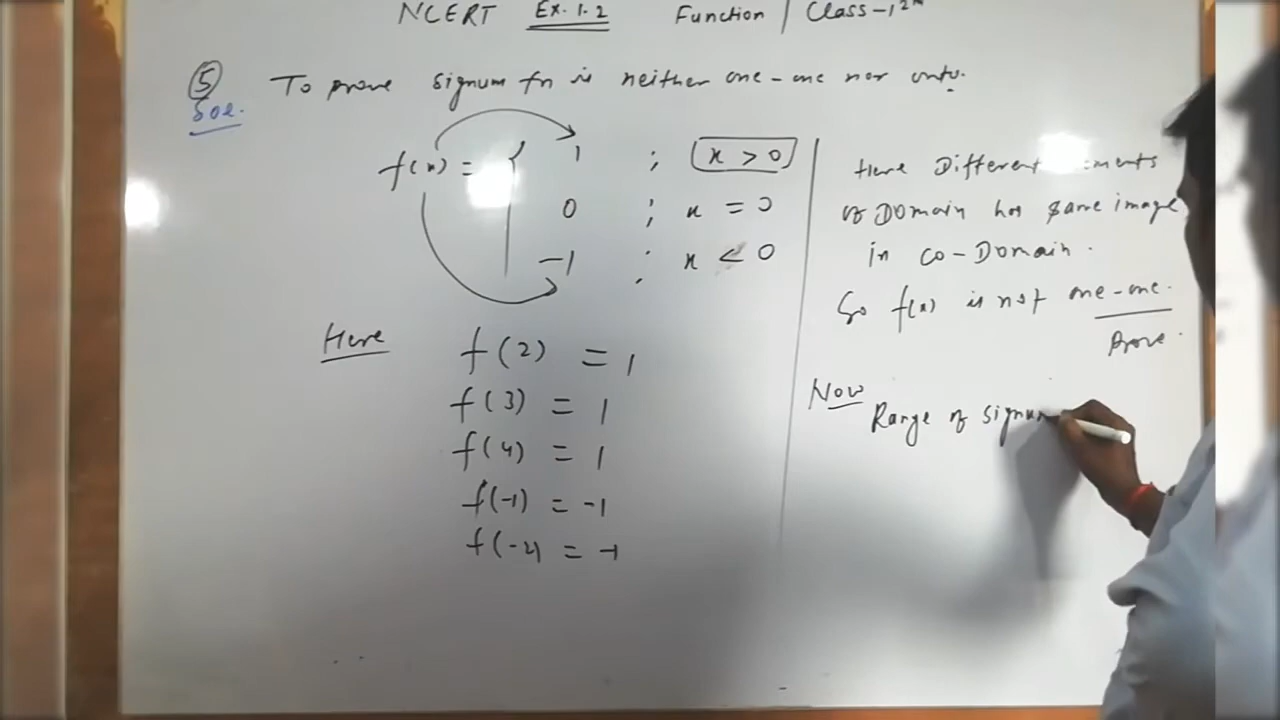 NCERT Ex. 1.2 Function / Class-12th
5 To prove signum fn is neither one-one nor onto.
Sol.
f(x) = { 1 ; x > 0
0 ; x = 0
-1 ; x < 0
Here f(2) = 1
f(3) = 1
f(4) = 1
f(-1) = -1
f(-2) = -1
Here Different ments
of Domain has same image
in co-Domain.
So f(x) is not one-one.
Prove.
Now
Range of signum